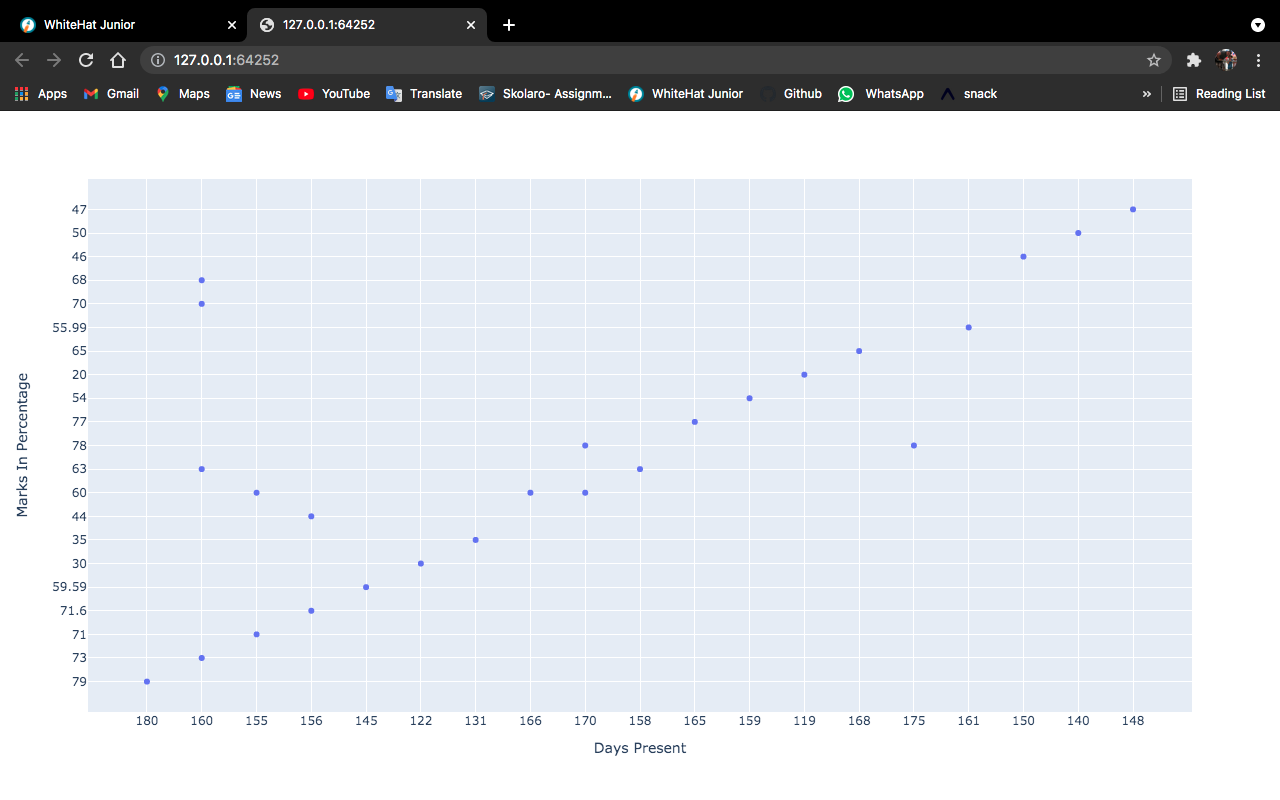 WhiteHat Junior
127.0.0.1:64252
127.0.0.1:64252
Apps
Gmail
Maps
News
YouTube
Translate
Skolaro- Assignm...
WhiteHat Junior
Github
WhatsApp
snack
»
Reading List
Marks In Percentage
47
50
46
68
70
55.99
65
20
54
77
78
63
60
44
35
30
59.59
71.6
71
73
79
180 160 155 156 145 122 131 166 170 158 165 159 119 168 175 161 150 140 148
Days Present